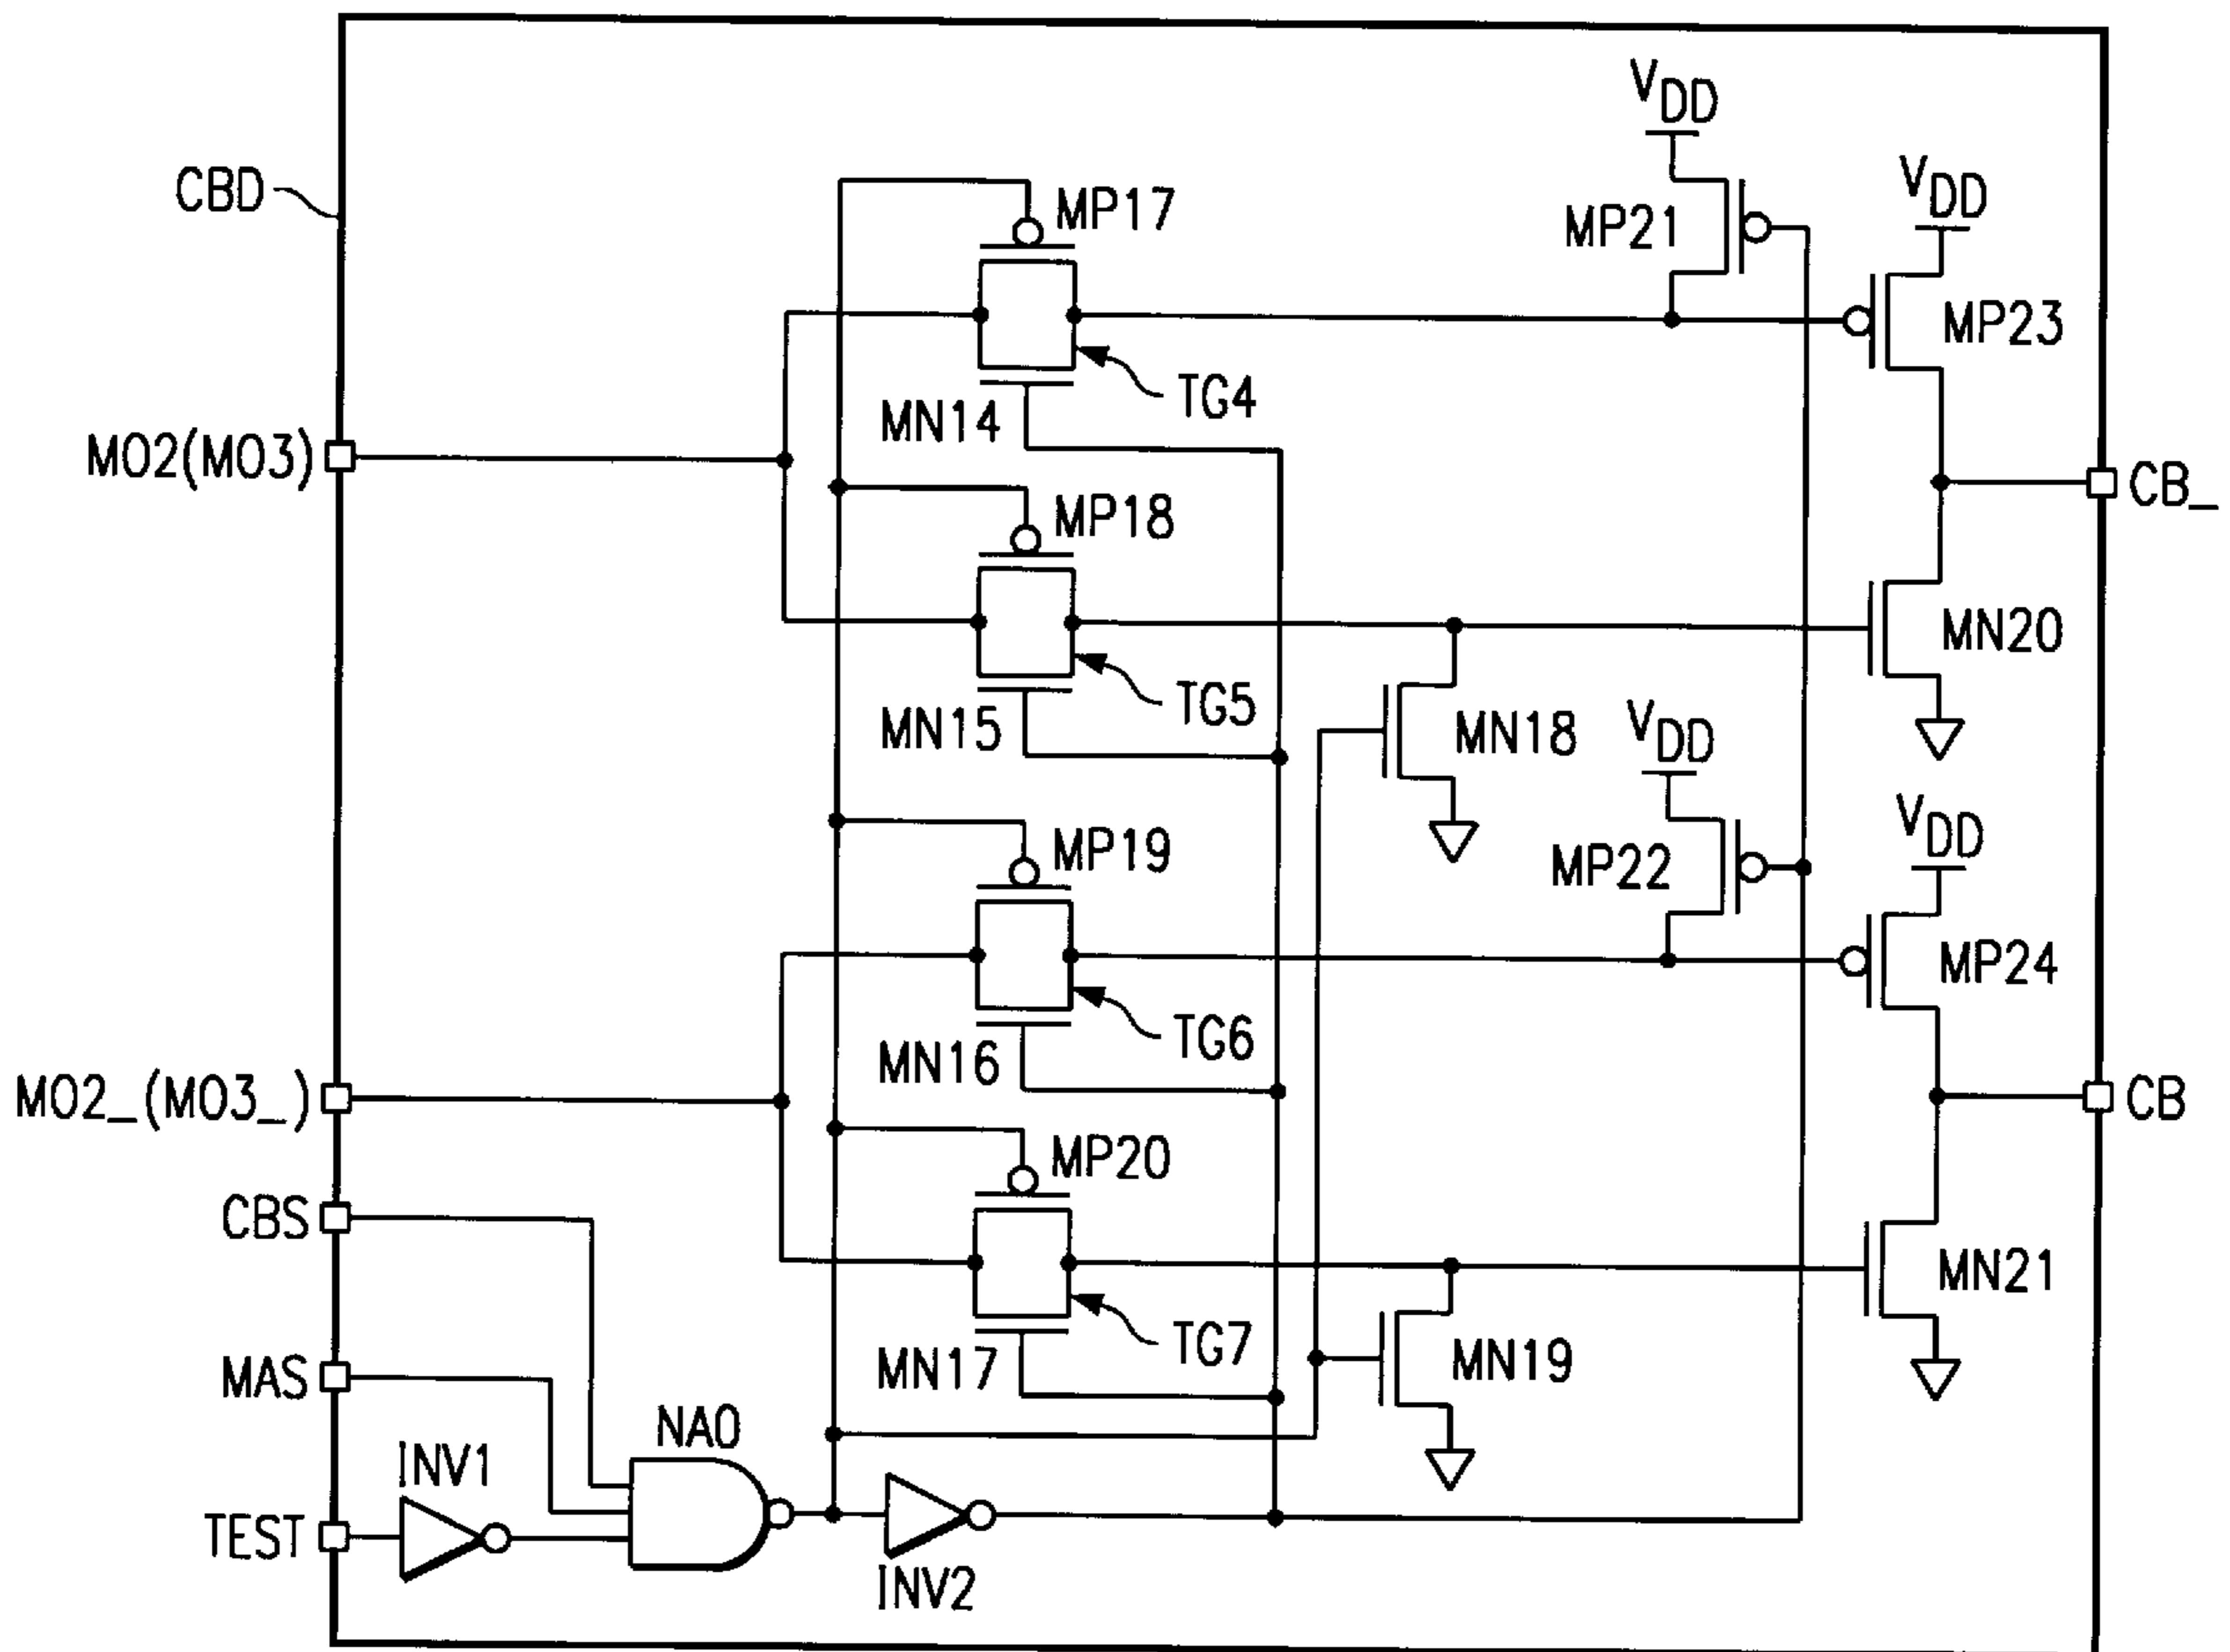 VDD
VDD
CBD
MP17
MP21
MP23
TG4
MN14
MO2(MO3)
CB_
MP18
MN20
TG5
MN15
MN18
VDD
VDD
MP19
MP22
MP24
TG6
MN16
MO2_(MO3_)
CB
MP20
CBS
MN21
TG7
MN17
MN19
MAS
NA0
INV1
TEST
INV2